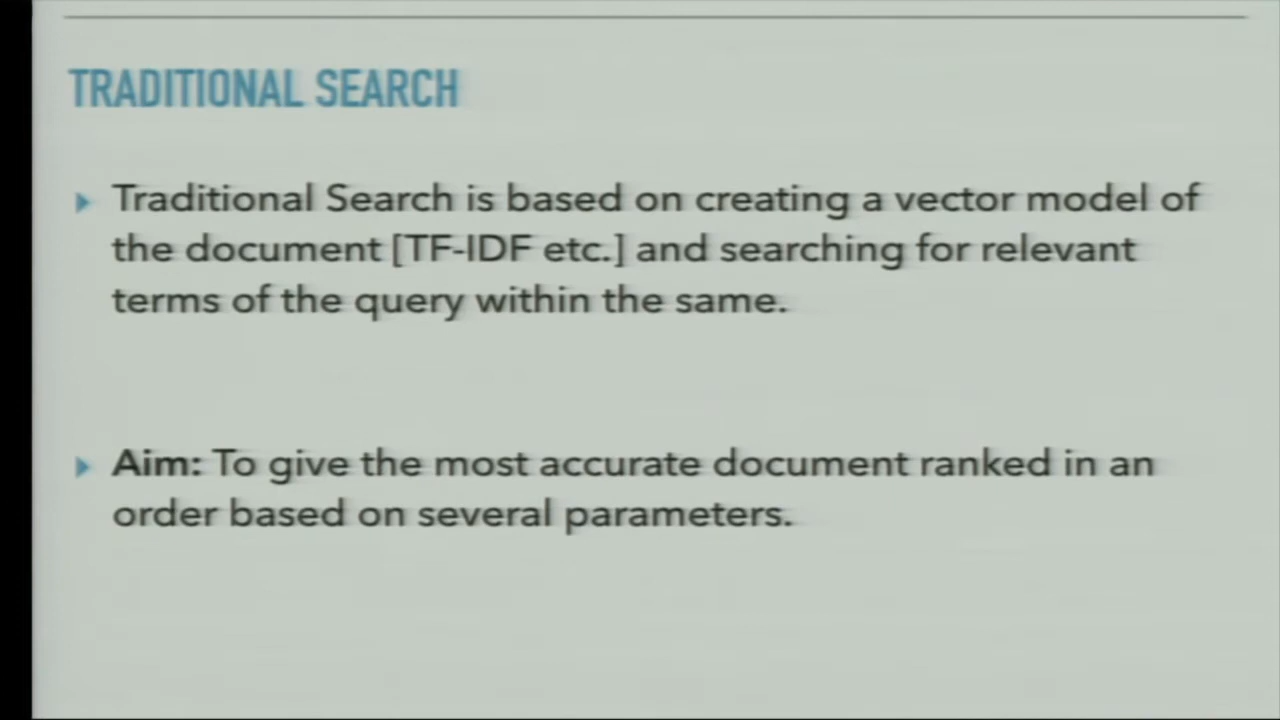 TRADITIONAL SEARCH
Traditional Search is based on creating a vector model of
the document [TF-IDF etc.] and searching for relevant
terms of the query within the same.
Aim: To give the most accurate document ranked in an
order based on several parameters.